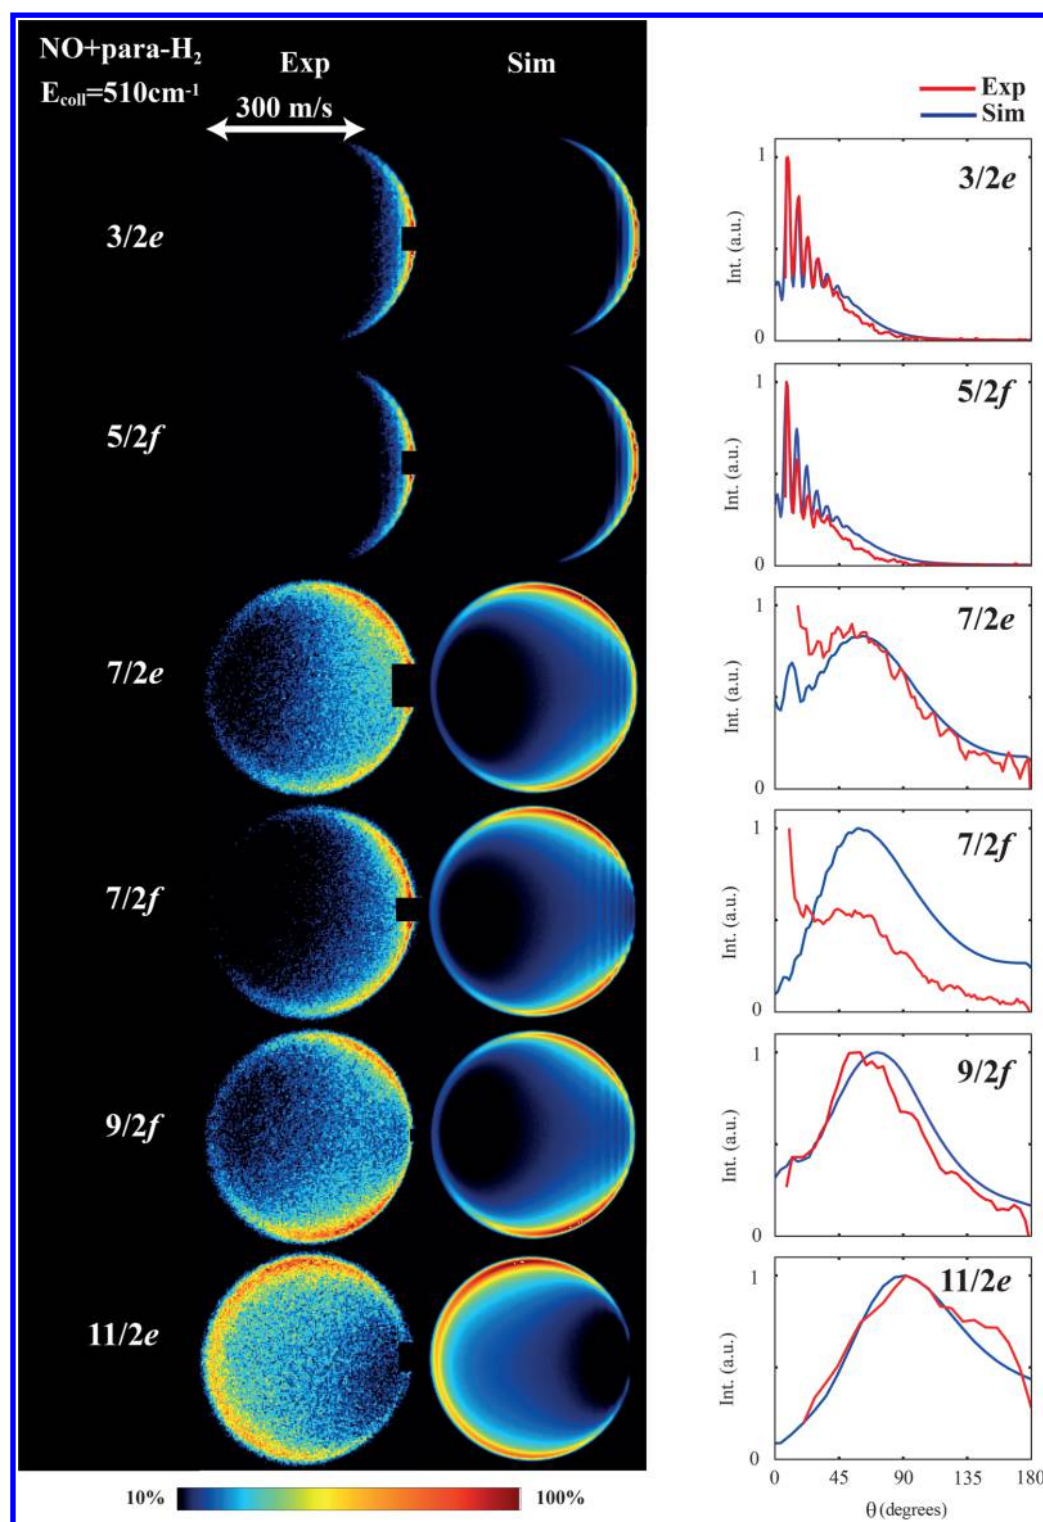 NO+para-H2
Ecoll=510cm-1
Exp
Sim
300 m/s
3/2e
5/2f
7/2e
7/2f
9/2f
11/2e
10%
100%
Exp
Sim
1
0
Int. (a.u.)
3/2e
1
0
Int. (a.u.)
5/2f
1
0
Int. (a.u.)
7/2e
1
0
Int. (a.u.)
7/2f
1
0
Int. (a.u.)
9/2f
1
0
Int. (a.u.)
11/2e
0 45 90 135 180
θ (degrees)